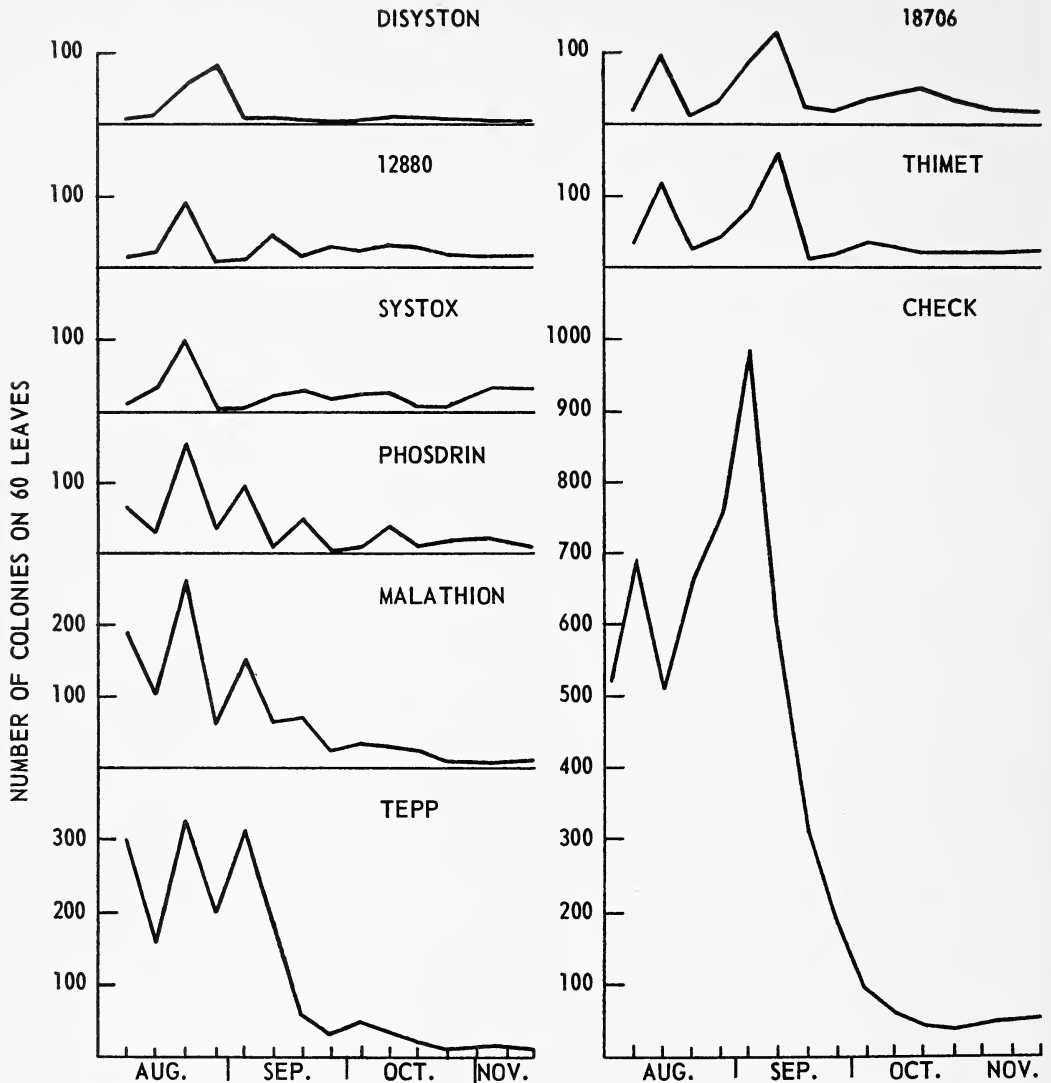 NUMBER OF COLONIES ON 60 LEAVES
DISYSTON
100
12880
100
SYSTOX
100
PHOSDRIN
100
MALATHION
200
100
TEPP
300
200
100
AUG. SEP. OCT. NOV.
18706
100
THIMET
100
CHECK
1000
900
800
700
600
500
400
300
200
100
AUG. SEP. OCT. NOV.